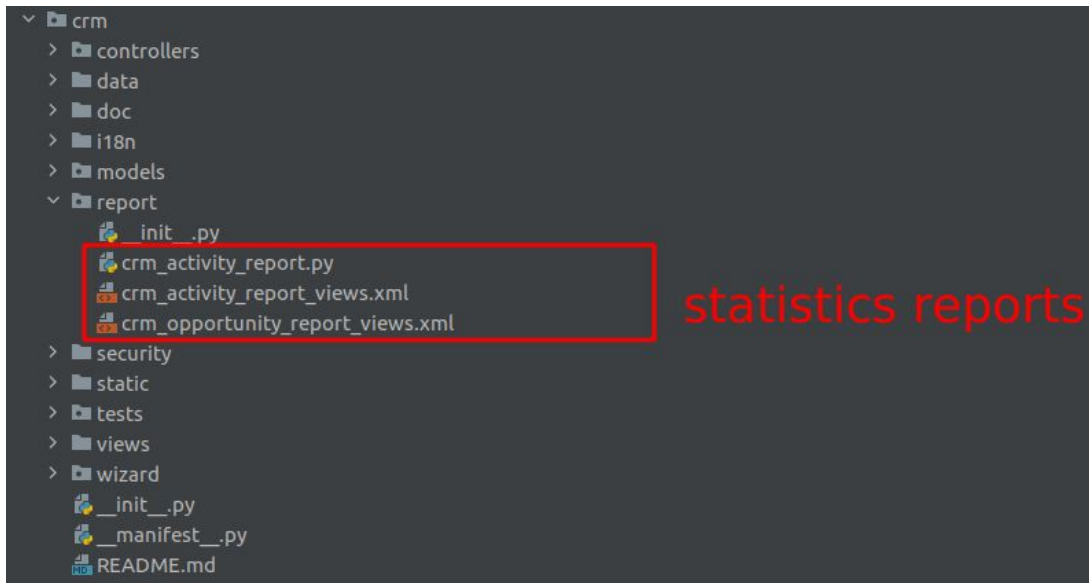 crm
controllers
data
doc
i18n
models
report
__init__.py
crm_activity_report.py
crm_activity_report_views.xml
crm_opportunity_report_views.xml
statistics reports
security
static
tests
views
wizard
__init__.py
__manifest__.py
README.md